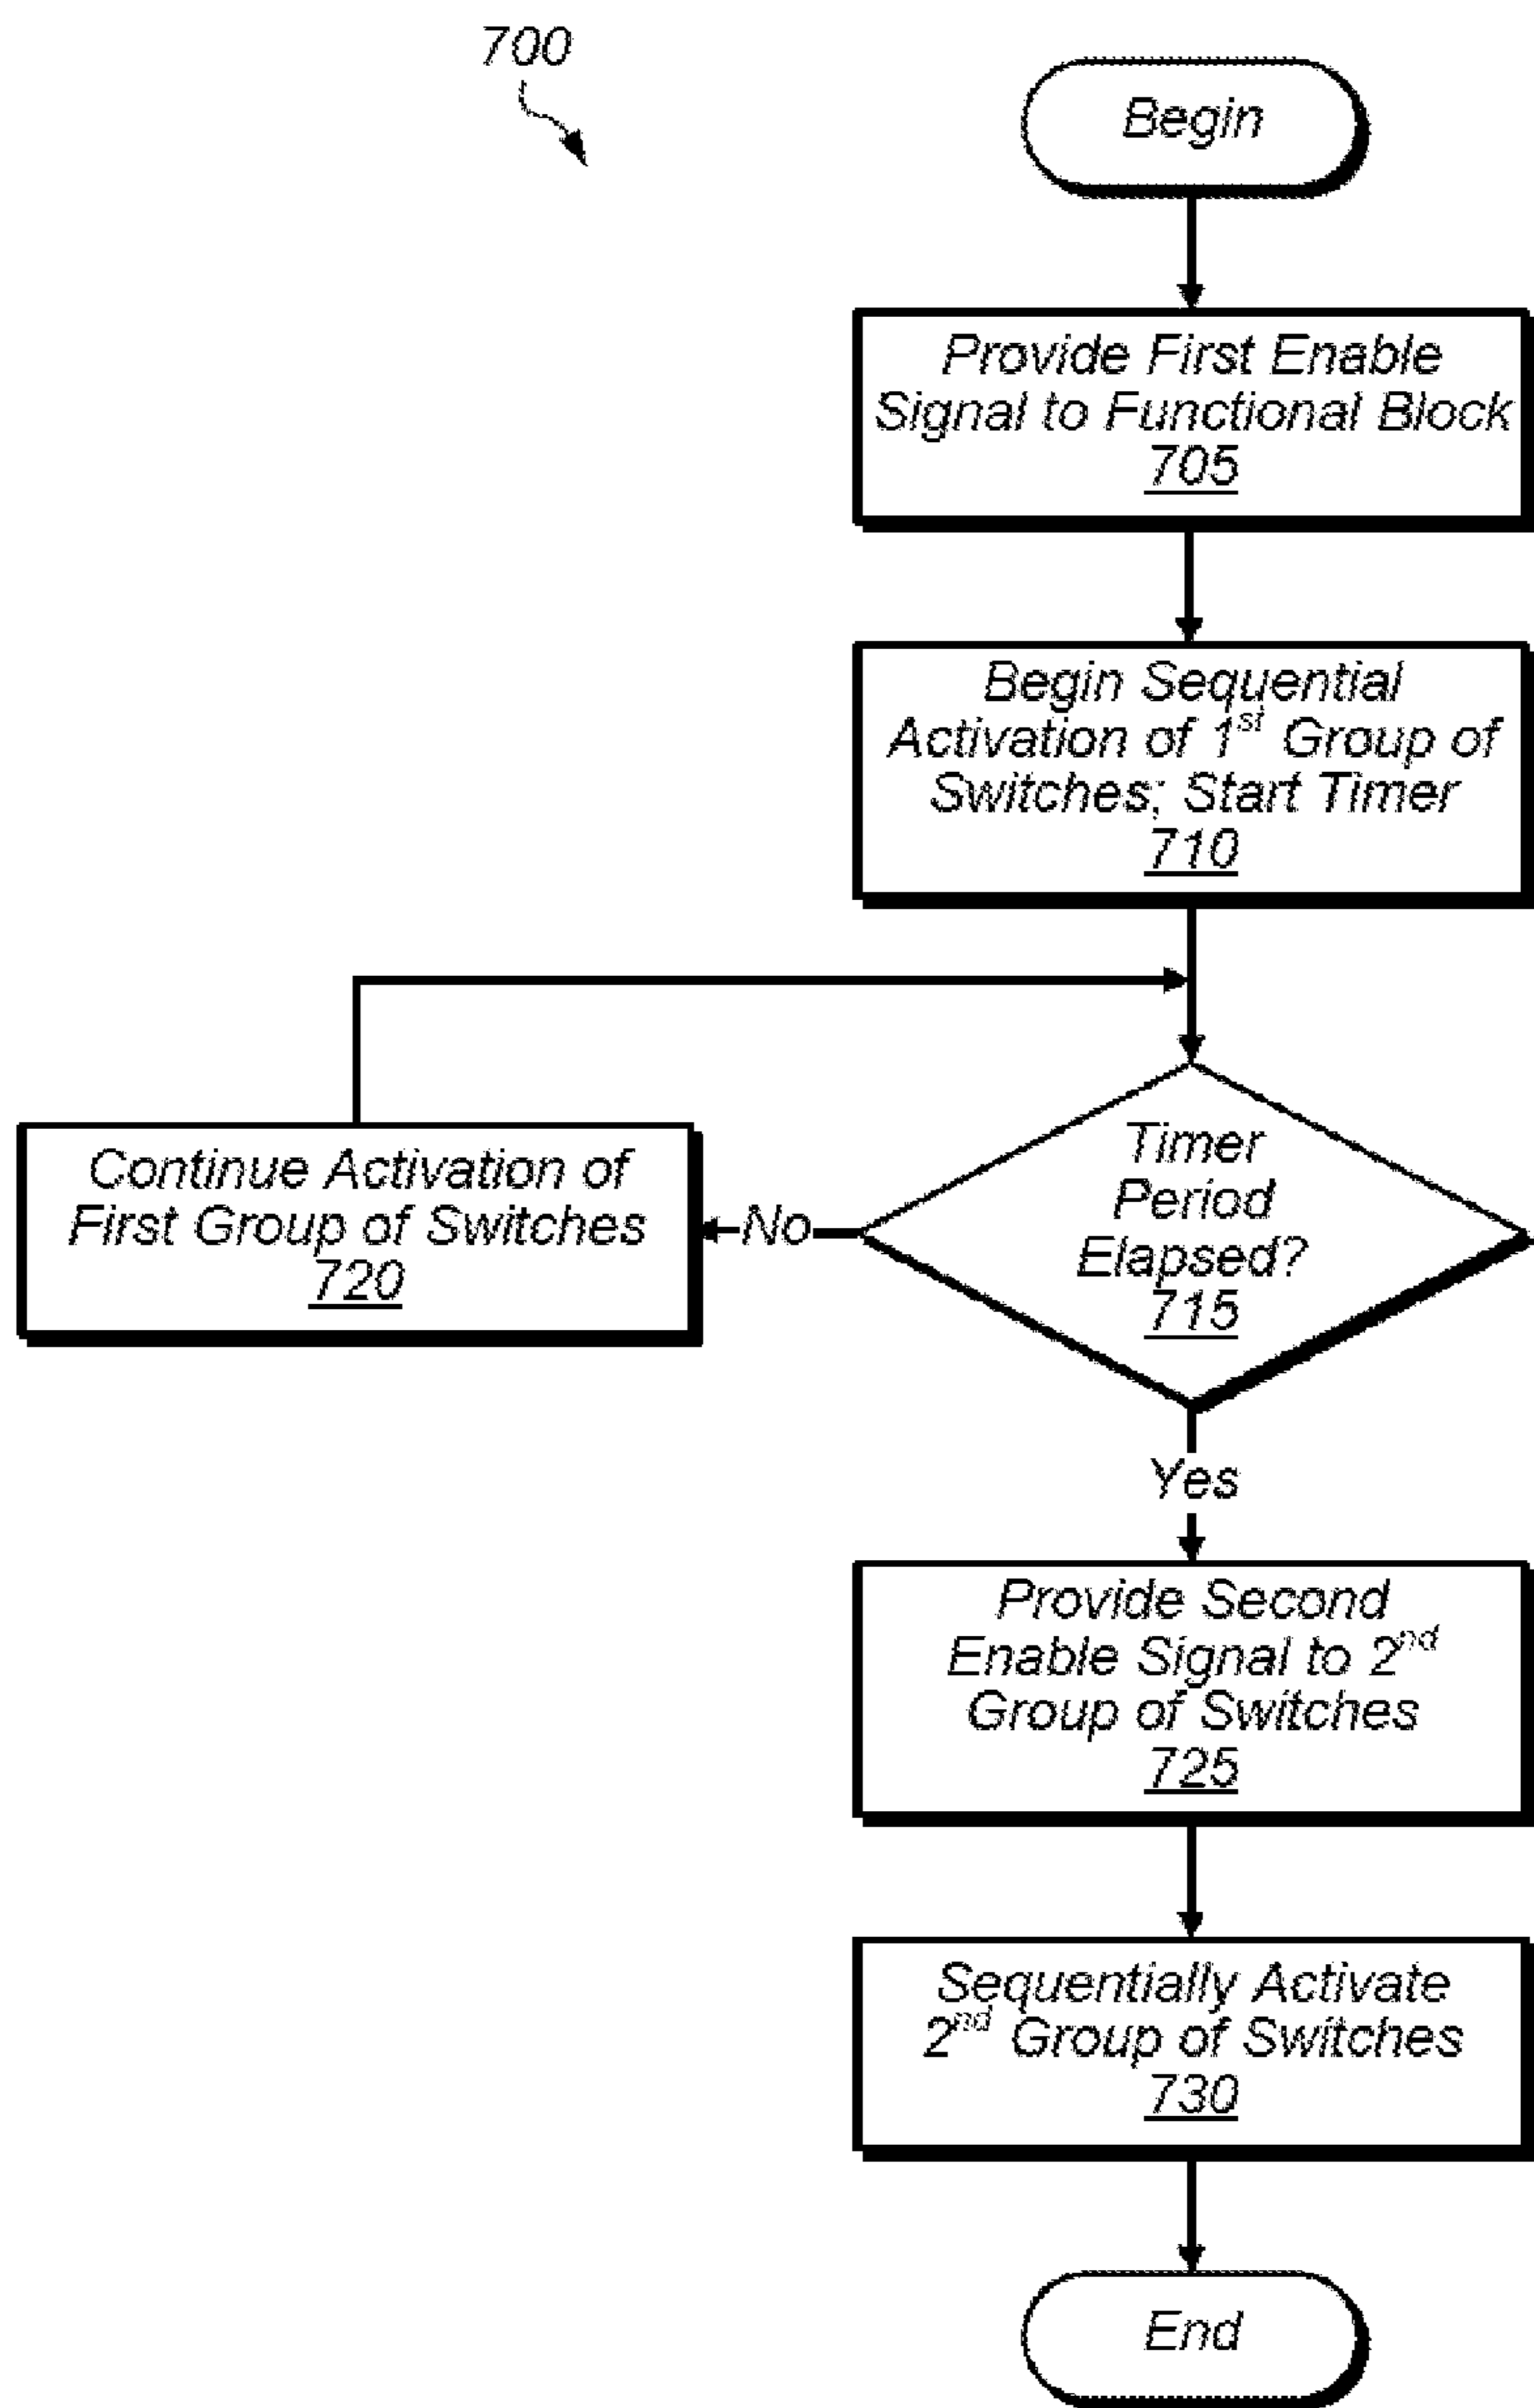 700
Begin
Provide First Enable
Signal to Functional Block
705
Begin Sequential
Activation of 1st Group of
Switches; Start Timer
710
Timer
Period
Elapsed?
715
No
Continue Activation of
First Group of Switches
720
Yes
Provide Second
Enable Signal to 2nd
Group of Switches
725
Sequentially Activate
2nd Group of Switches
730
End